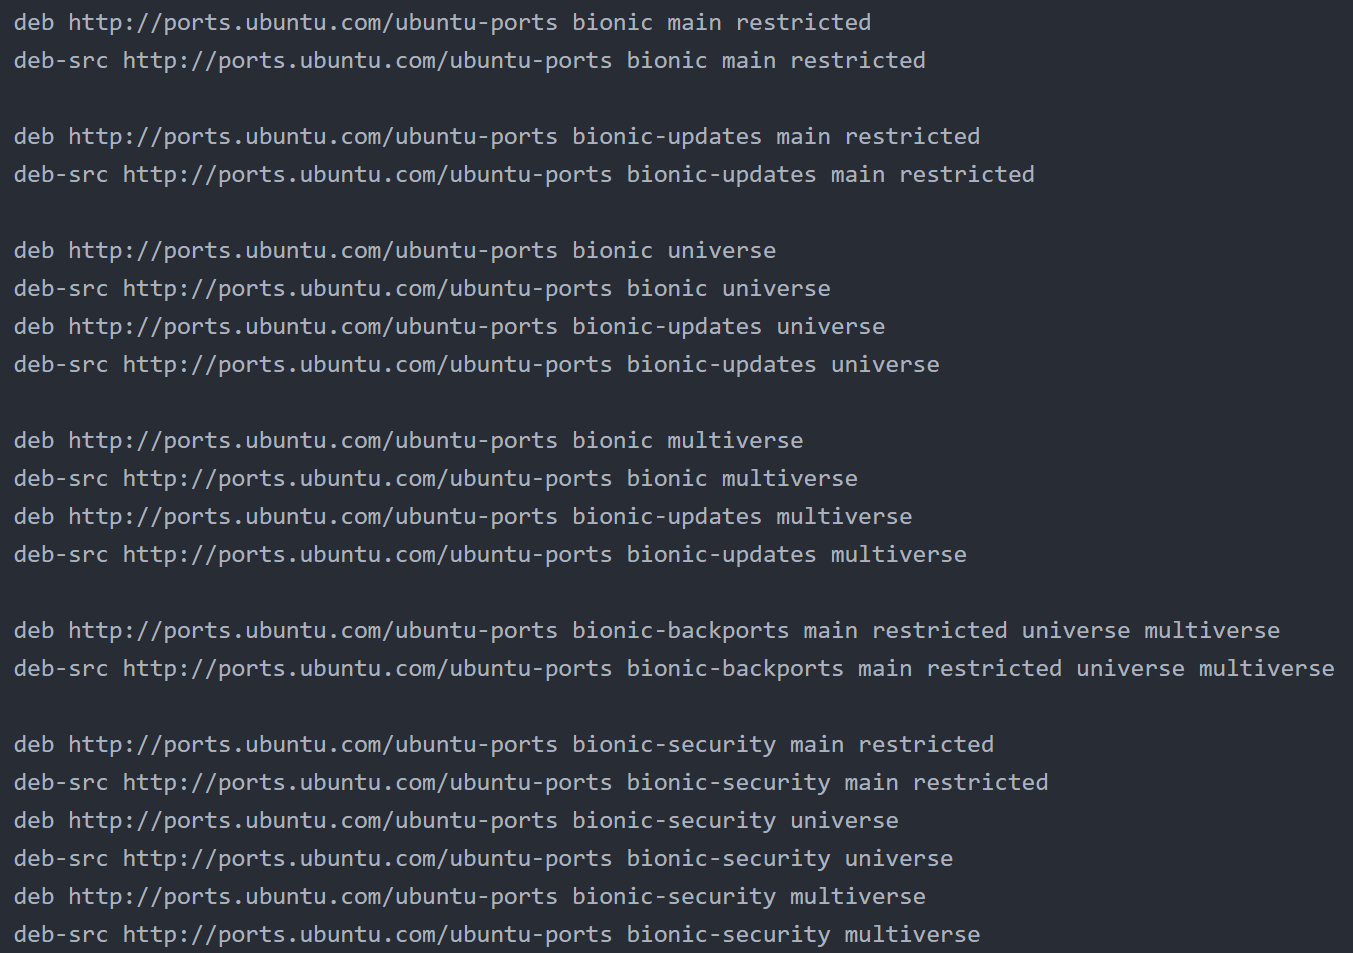 deb http://ports.ubuntu.com/ubuntu-ports bionic main restricted
deb-src http://ports.ubuntu.com/ubuntu-ports bionic main restricted
deb http://ports.ubuntu.com/ubuntu-ports bionic-updates main restricted
deb-src http://ports.ubuntu.com/ubuntu-ports bionic-updates main restricted
deb http://ports.ubuntu.com/ubuntu-ports bionic universe
deb-src http://ports.ubuntu.com/ubuntu-ports bionic universe
deb http://ports.ubuntu.com/ubuntu-ports bionic-updates universe
deb-src http://ports.ubuntu.com/ubuntu-ports bionic-updates universe
deb http://ports.ubuntu.com/ubuntu-ports bionic multiverse
deb-src http://ports.ubuntu.com/ubuntu-ports bionic multiverse
deb http://ports.ubuntu.com/ubuntu-ports bionic-updates multiverse
deb-src http://ports.ubuntu.com/ubuntu-ports bionic-updates multiverse
deb http://ports.ubuntu.com/ubuntu-ports bionic-backports main restricted universe multiverse
deb-src http://ports.ubuntu.com/ubuntu-ports bionic-backports main restricted universe multiverse
deb http://ports.ubuntu.com/ubuntu-ports bionic-security main restricted
deb-src http://ports.ubuntu.com/ubuntu-ports bionic-security main restricted
deb http://ports.ubuntu.com/ubuntu-ports bionic-security universe
deb-src http://ports.ubuntu.com/ubuntu-ports bionic-security universe
deb http://ports.ubuntu.com/ubuntu-ports bionic-security multiverse
deb-src http://ports.ubuntu.com/ubuntu-ports bionic-security multiverse